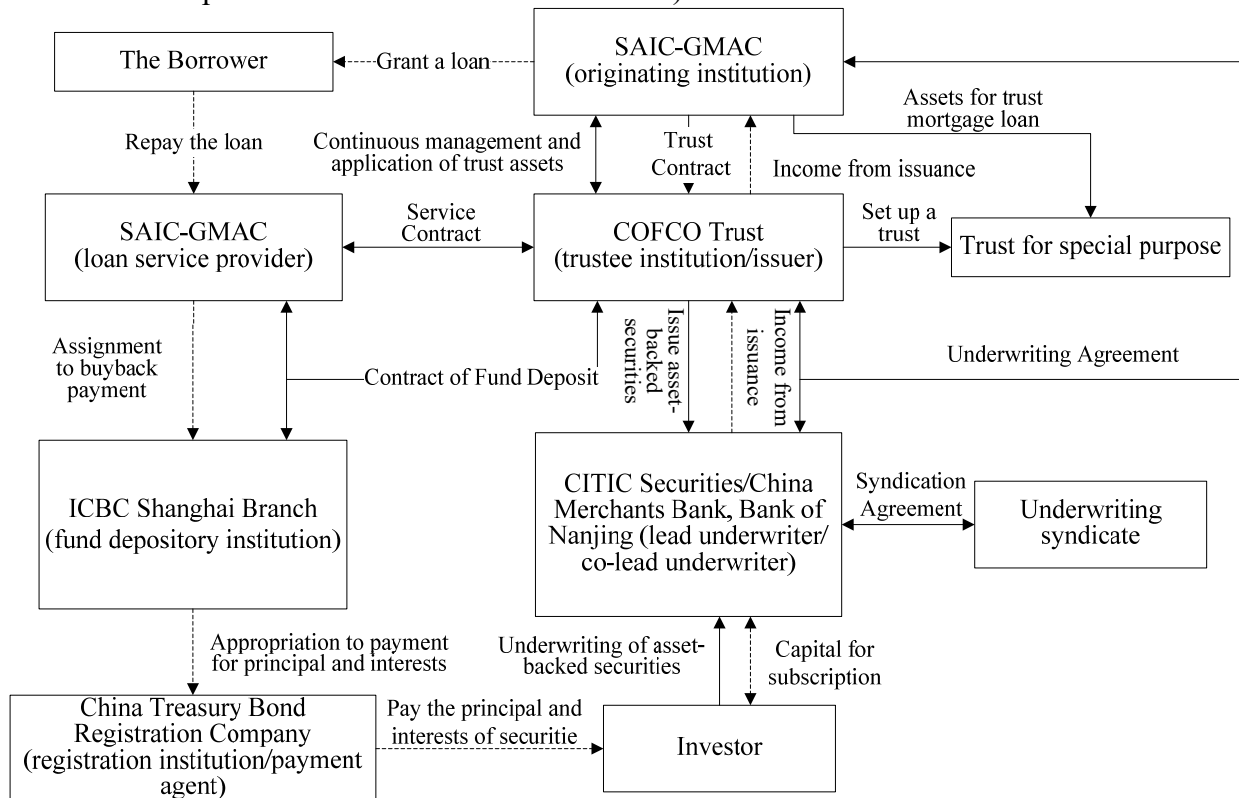 SAIC-GMAC
(originating institution)
The Borrower
Grant a loan
Assets for trust
mortgage loan
Repay the loan
Continuous management and
application of trust assets
Trust
Contract
Income from issuance
SAIC-GMAC
(loan service provider)
Service
Contract
COFCO Trust
(trustee institution/issuer)
Set up a
trust
Trust for special purpose
Assignment
to buyback
payment
Contract of Fund Deposit
Issue asset-
backed
securities
Income from
issuance
Underwriting Agreement
ICBC Shanghai Branch
(fund depository institution)
CITIC Securities/China
Merchants Bank, Bank of
Nanjing (lead underwriter/
co-lead underwriter)
Syndication
Agreement
Underwriting
syndicate
Appropriation to payment
for principal and interests
Underwriting of asset-
backed securities
Capital for
subscription
China Treasury Bond
Registration Company
(registration institution/payment
agent)
Pay the principal and
interests of securitie
Investor